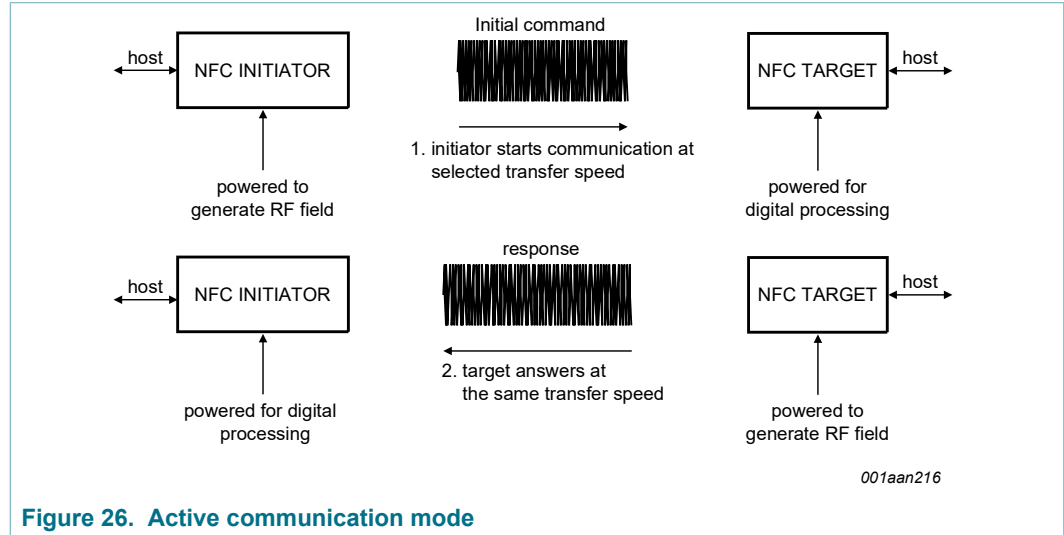 Initial command
host
NFC INITIATOR
NFC TARGET
host
1. initiator starts communication at
selected transfer speed
powered to
generate RF field
powered for
digital processing
response
host
NFC INITIATOR
NFC TARGET
host
2. target answers at
the same transfer speed
powered for digital
processing
powered to
generate RF field
001aan216
Figure 26. Active communication mode